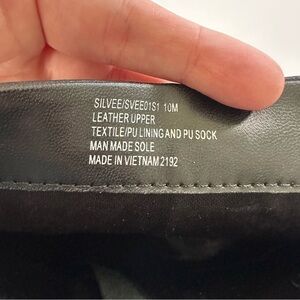 SILVEE/SVEE01S1 10M
LEATHER UPPER
TEXTILE/PU LINING AND PU SOCK
MAN MADE SOLE
MADE IN VIETNAM 2192